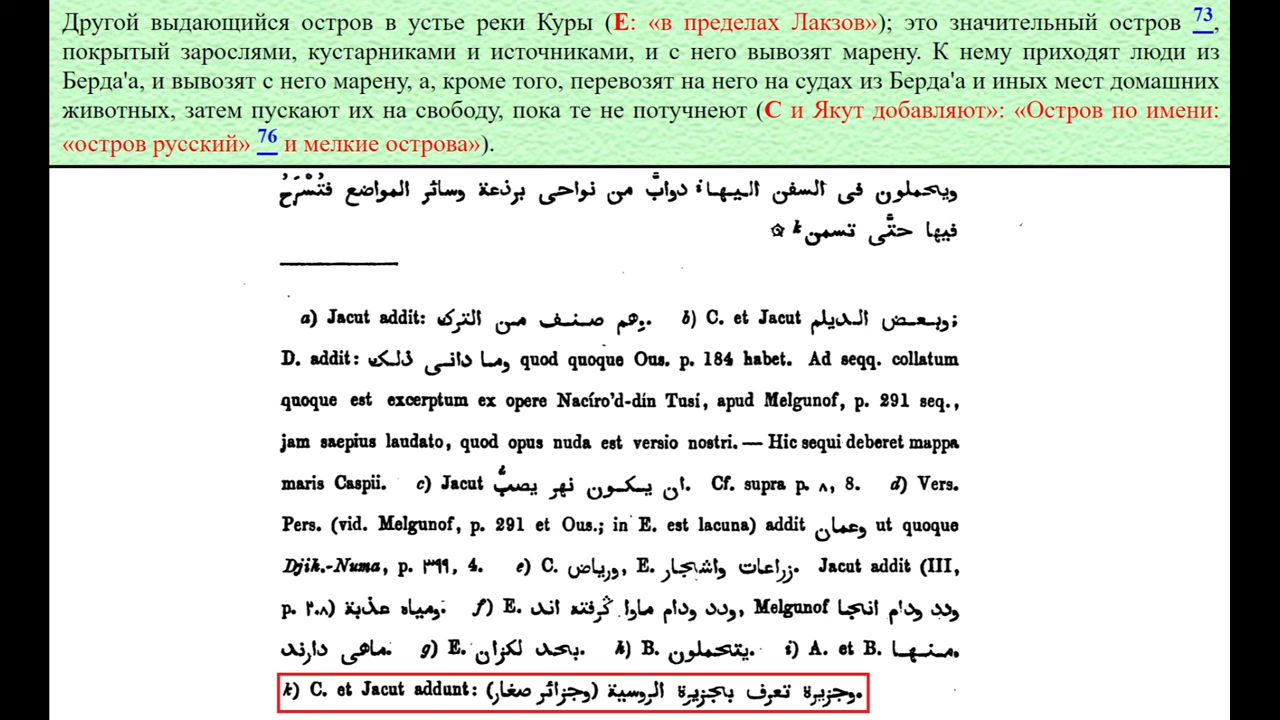 Другой выдающийся остров в устье реки Куры (Е: «в пределах Лакзов»); это значительный остров 73,
покрытый зарослями, кустарниками и источниками, и с него вывозят марену. К нему приходят люди из
Берда'а, и вывозят с него марену, а, кроме того, перевозят на него на судах из Берда'а и иных мест домашних
животных, затем пускают их на свободу, пока те не потучнеют (С и Якут добавляют»: «Остров по имени:
«остров русский» 76 и мелкие острова»).
ويحملون فى السفن اليها i دوابَّ من نواحى برذعة وسائر المواضع فتُسْرَحُ
فيها حتَّى تسمن k ۞
a) Jacut addit: وهم صنف من الترك. b) C. et Jacut وبعض الديلم;
D. addit: وما دانى ذلك quod quoque Ous. p. 184 habet. Ad seqq. collatum
quoque est excerptum ex opere Nacíro'd-dín Tusí, apud Melgunof, p. 291 seq.,
jam saepius laudato, quod opus nuda est versio nostri. — Hic sequi deberet mappa
maris Caspii. c) Jacut ان يكون نهر يصبُّ. Cf. supra p. ٨, 8. d) Vers.
Pers. (vid. Melgunof, p. 291 et Ous.; in E. est lacuna) addit وعمان ut quoque
Djih.-Numa, p. ٣٩٩, 4. e) C. ورياض, E. زراعات واشجار. Jacut addit (III,
p. ٢٠٨) ومياه عذبة. f) E. ودد ودام ماوا گرفته اند, Melgunof ودد ودام انجا
ماهى دارند. g) E. بحد لكزان. h) B. يتحملون. i) A. et B. منها.
k) C. et Jacut addunt: وجزيرة تعرف بجزيرة الروسية (وجزائر صغار).